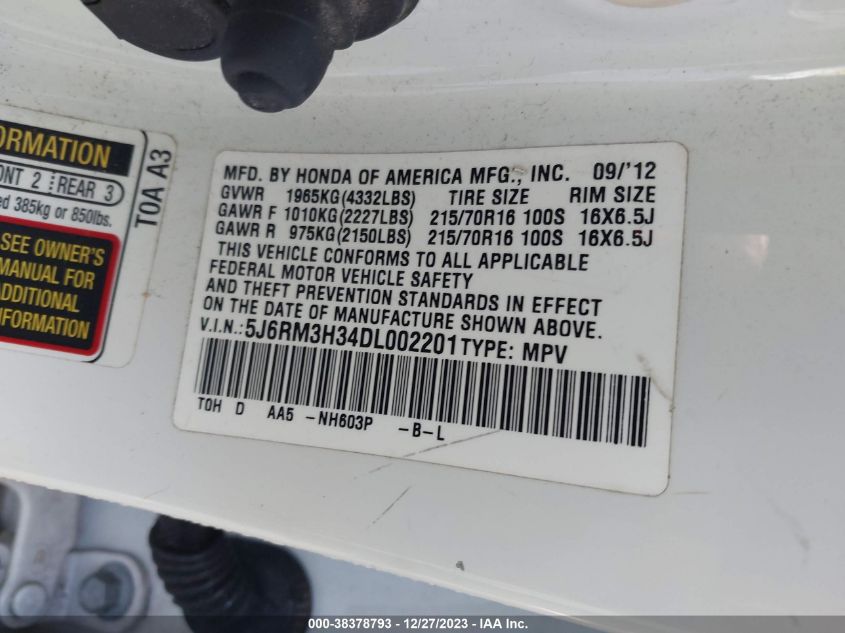 ORMATION
ONT 2 REAR 3
ed 385kg or 850lbs.
SEE OWNER'S
MANUAL FOR
ADDITIONAL
NFORMATION
T0A A3
MFD. BY HONDA OF AMERICA MFG., INC. 09/'12
GVWR 1965KG(4332LBS) TIRE SIZE RIM SIZE
GAWR F 1010KG(2227LBS) 215/70R16 100S 16X6.5J
GAWR R 975KG(2150LBS) 215/70R16 100S 16X6.5J
THIS VEHICLE CONFORMS TO ALL APPLICABLE
FEDERAL MOTOR VEHICLE SAFETY
AND THEFT PREVENTION STANDARDS IN EFFECT
ON THE DATE OF MANUFACTURE SHOWN ABOVE.
V.I.N.: 5J6RM3H34DL002201 TYPE: MPV
T0H D AA5 -NH603P -B-L
000-38378793 - 12/27/2023 - IAA Inc.